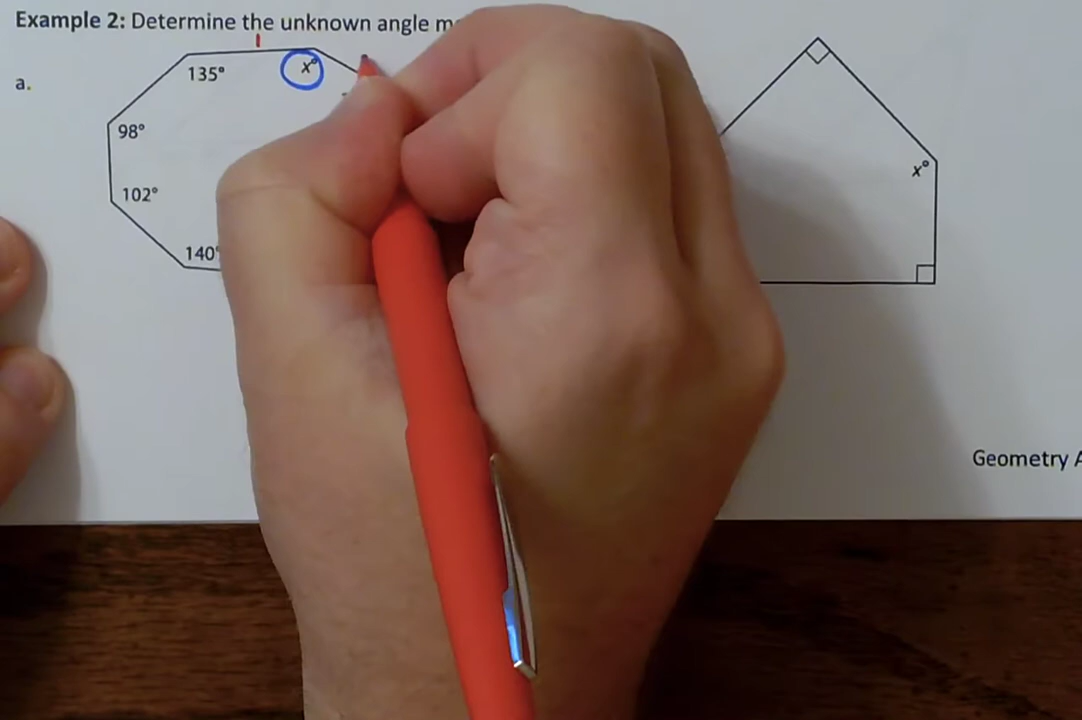 Example 2: Determine the unknown angle
a.
135°
x°
98°
102°
140°
x°
Geometry